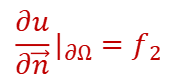 ∂u/∂n⃗ |∂Ω = f₂